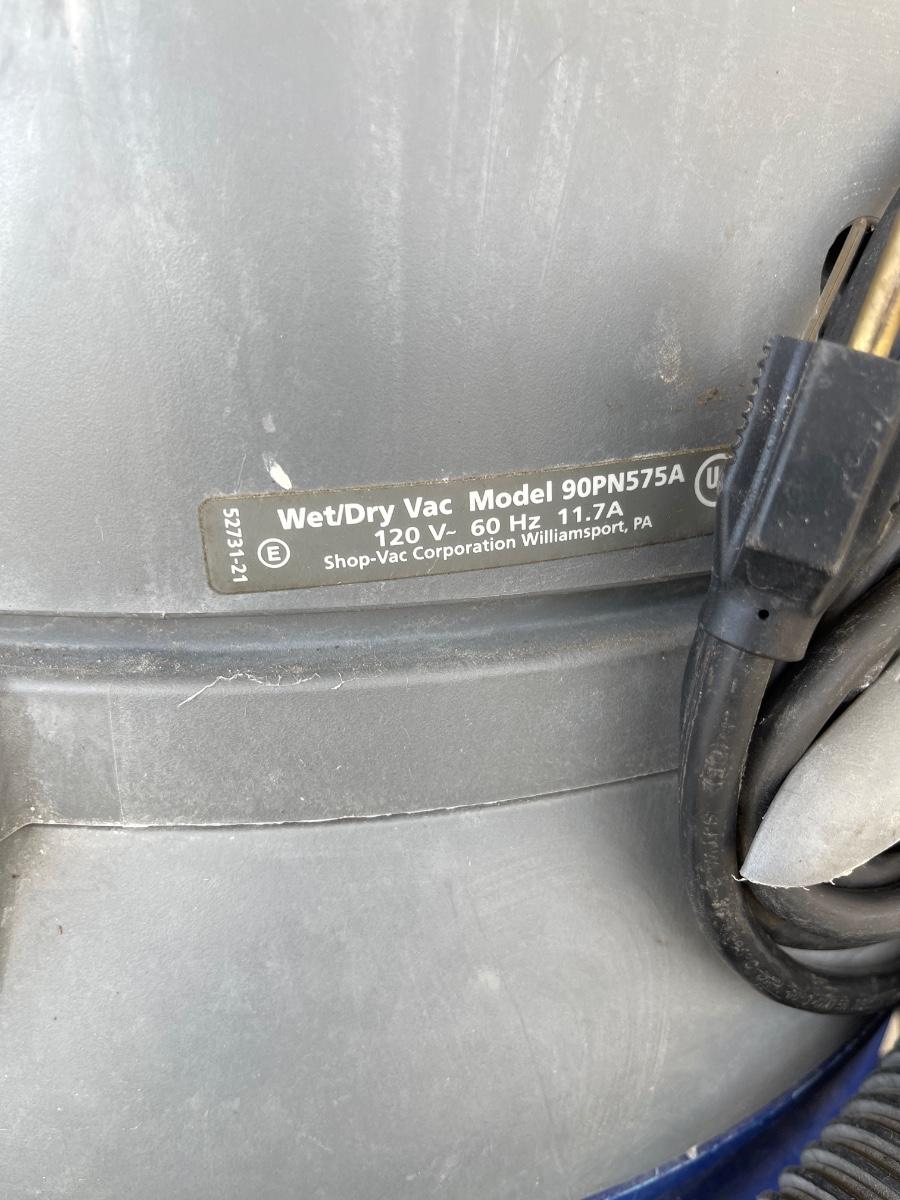 Wet/Dry Vac Model 90PN575A
120 V~ 60 Hz 11.7A
Shop-Vac Corporation Williamsport, PA
52731-21
E